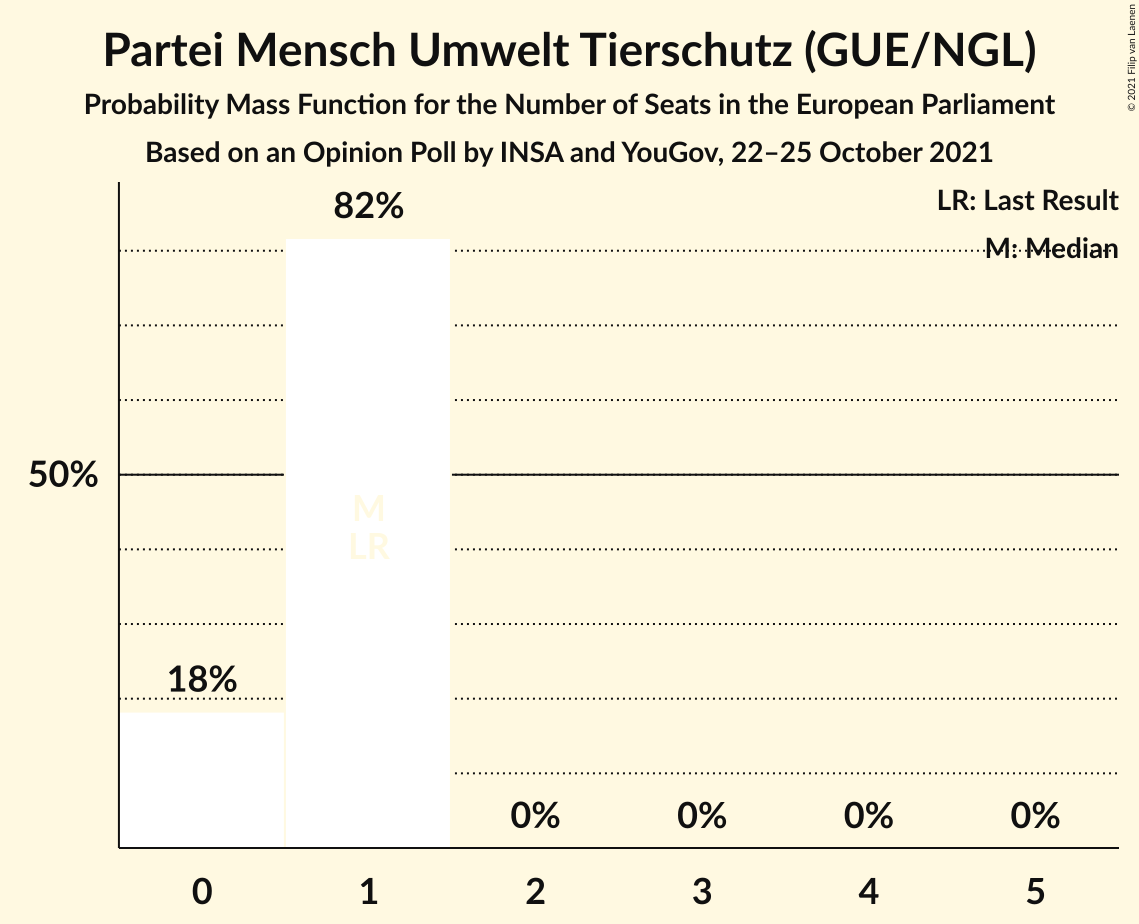 Partei Mensch Umwelt Tierschutz (GUE/NGL)
Probability Mass Function for the Number of Seats in the European Parliament
Based on an Opinion Poll by INSA and YouGov, 22–25 October 2021
© 2021 Filip van Laenen
LR: Last Result
M: Median
82%
50%
M
LR
18%
0% 0% 0% 0%
0 1 2 3 4 5